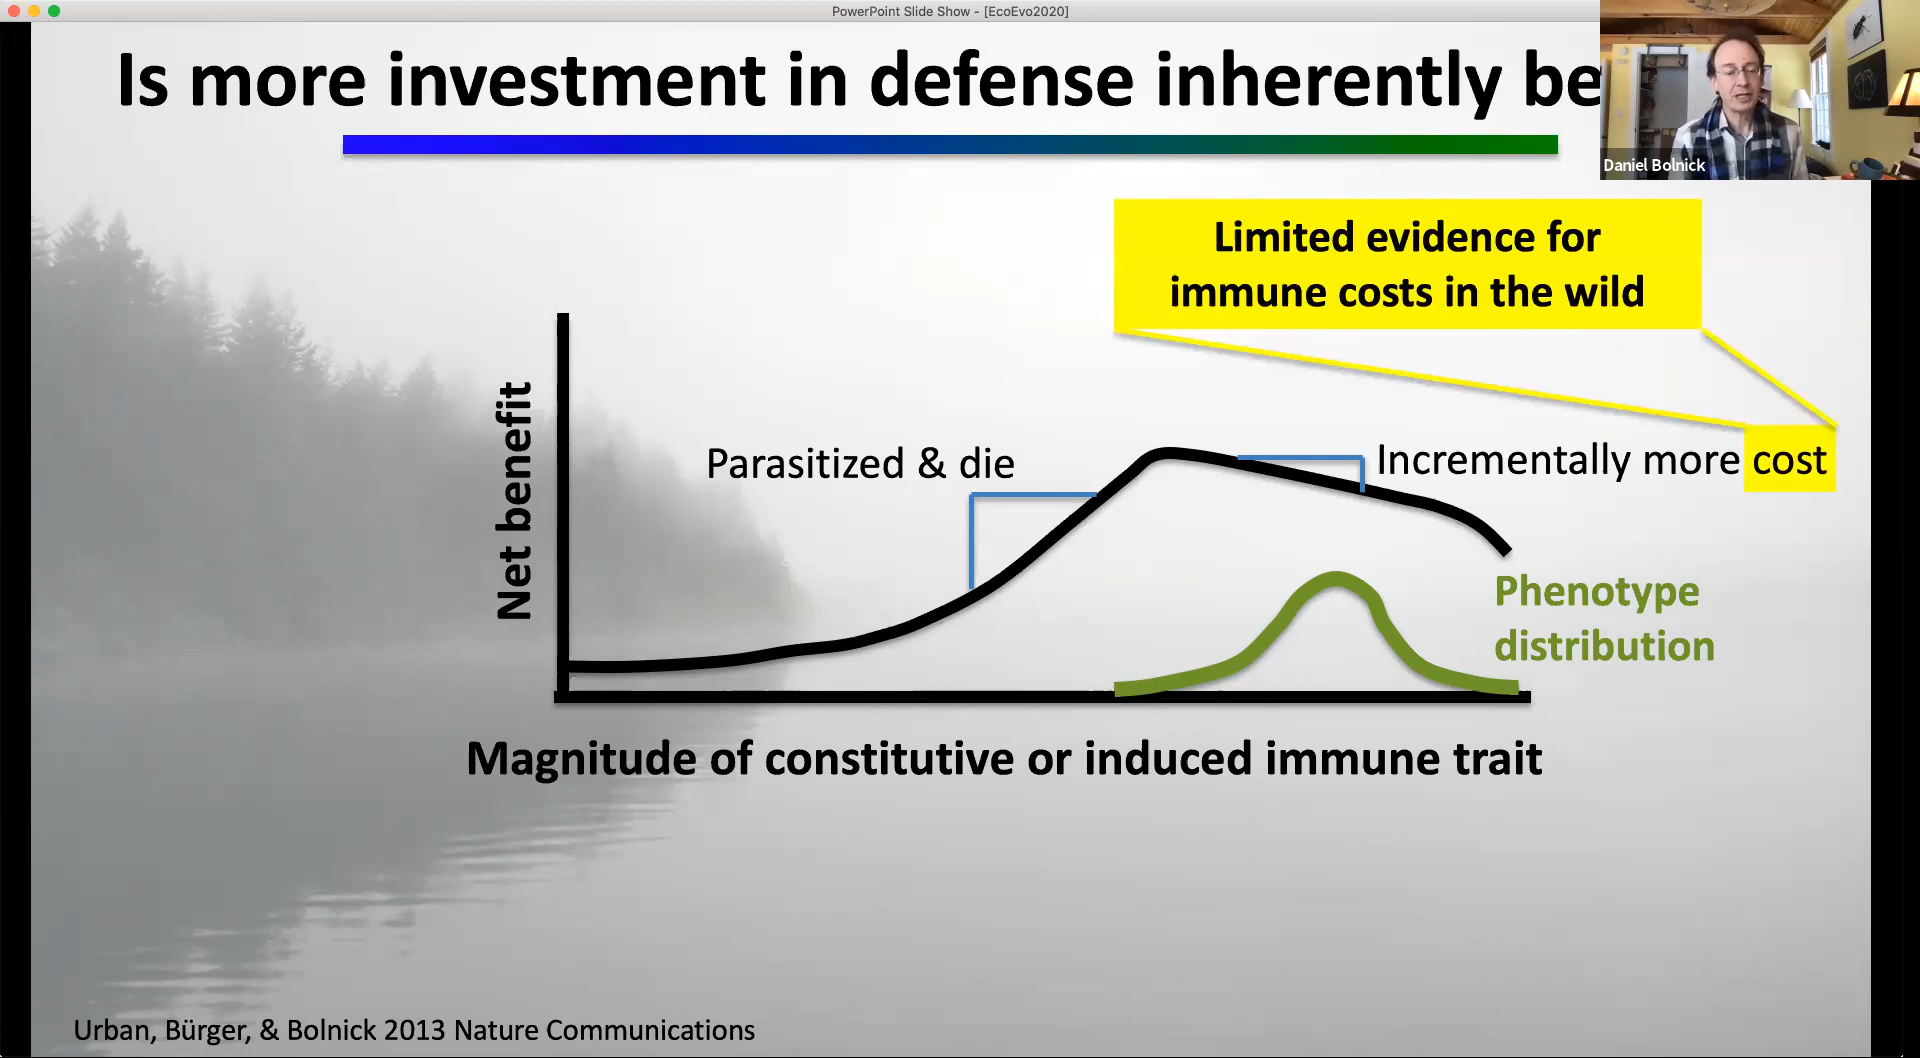 PowerPoint Slide Show - [EcoEvo2020]
Is more investment in defense inherently be
Daniel Bolnick
Limited evidence for
immune costs in the wild
Net benefit
Parasitized & die
Incrementally more cost
Phenotype
distribution
Magnitude of constitutive or induced immune trait
Urban, Bürger, & Bolnick 2013 Nature Communications